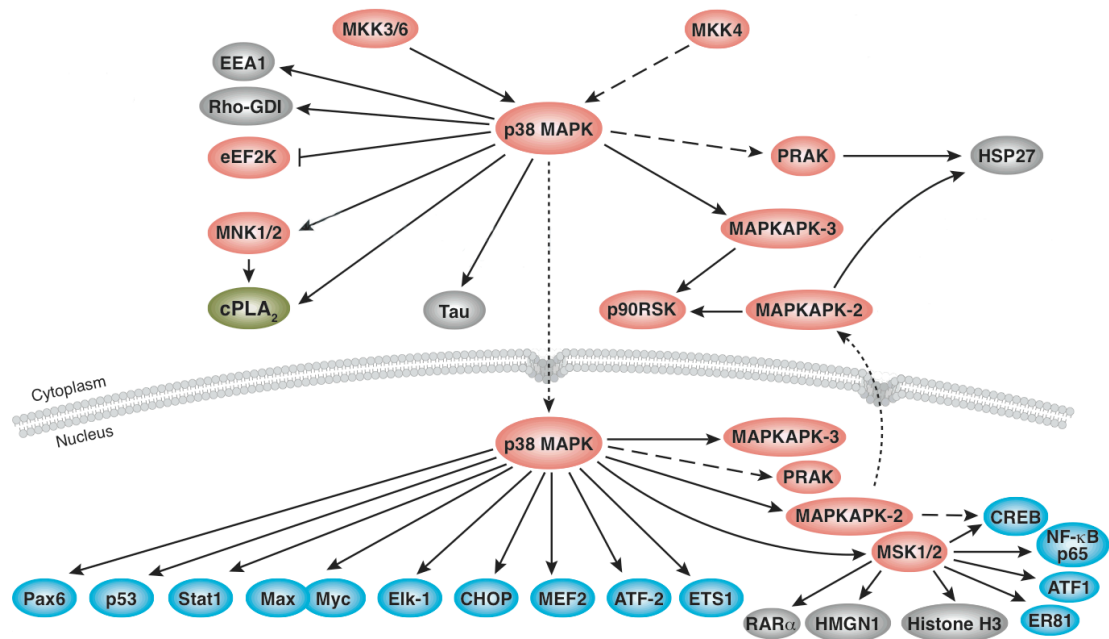 MKK3/6
MKK4
EEA1
Rho-GDI
p38 MAPK
eEF2K
PRAK
HSP27
MNK1/2
MAPKAPK-3
cPLA₂
Tau
p90RSK
MAPKAPK-2
Cytoplasm
Nucleus
p38 MAPK
MAPKAPK-3
PRAK
MAPKAPK-2
CREB
MSK1/2
NF-κB
p65
Pax6
p53
Stat1
Max
Myc
Elk-1
CHOP
MEF2
ATF-2
ETS1
ATF1
RARα
HMGN1
Histone H3
ER81